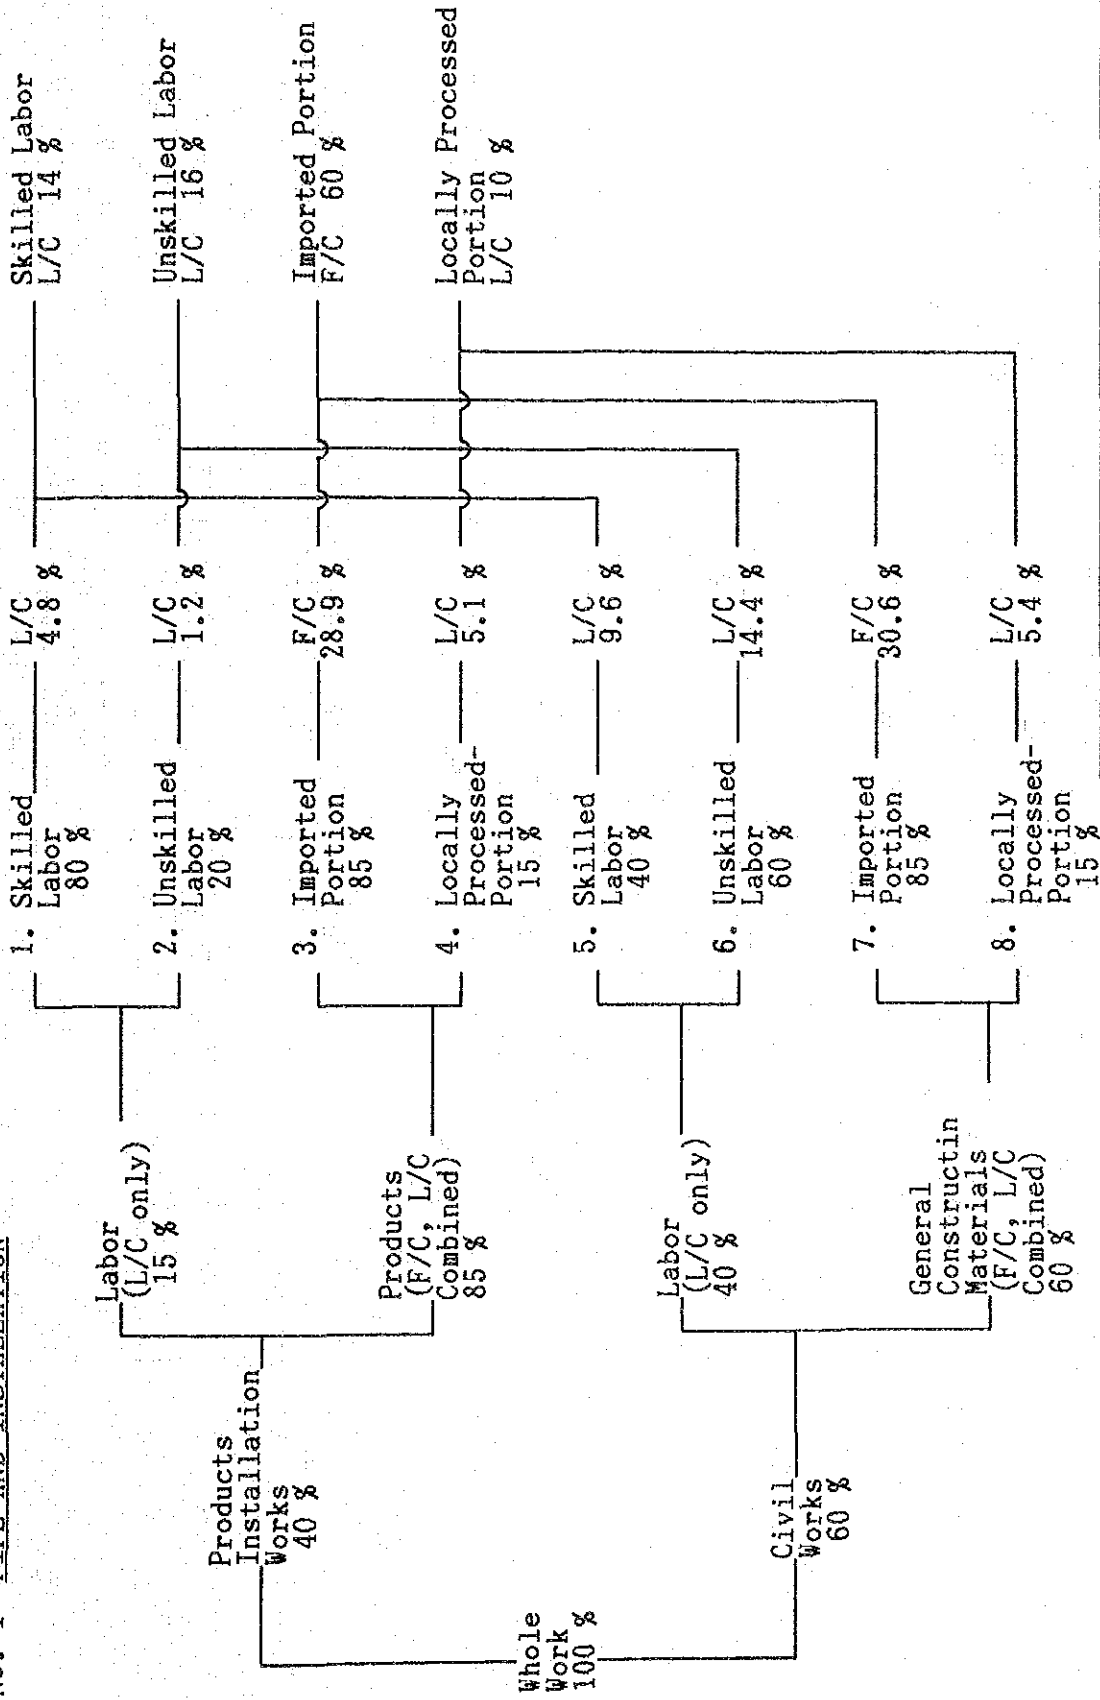 Whole
Work
100 %
Products
Installation
Works
40 %
Civil
Works
60 %
Labor
(L/C only)
15 %
Products
(F/C, L/C
Combined)
85 %
Labor
(L/C only)
40 %
General
Constructin
Materials
(F/C, L/C
Combined)
60 %
1. Skilled
Labor
80 %
2. Unskilled
Labor
20 %
3. Imported
Portion
85 %
4. Locally
Processed-
Portion
15 %
5. Skilled
Labor
40 %
6. Unskilled
Labor
60 %
7. Imported
Portion
85 %
8. Locally
Processed-
Portion
15 %
L/C
4.8 %
L/C
1.2 %
F/C
28.9 %
L/C
5.1 %
L/C
9.6 %
L/C
14.4 %
F/C
30.6 %
L/C
5.4 %
Skilled Labor
L/C 14 %
Unskilled Labor
L/C 16 %
Imported Portion
F/C 60 %
Locally Processed
Portion
L/C 10 %